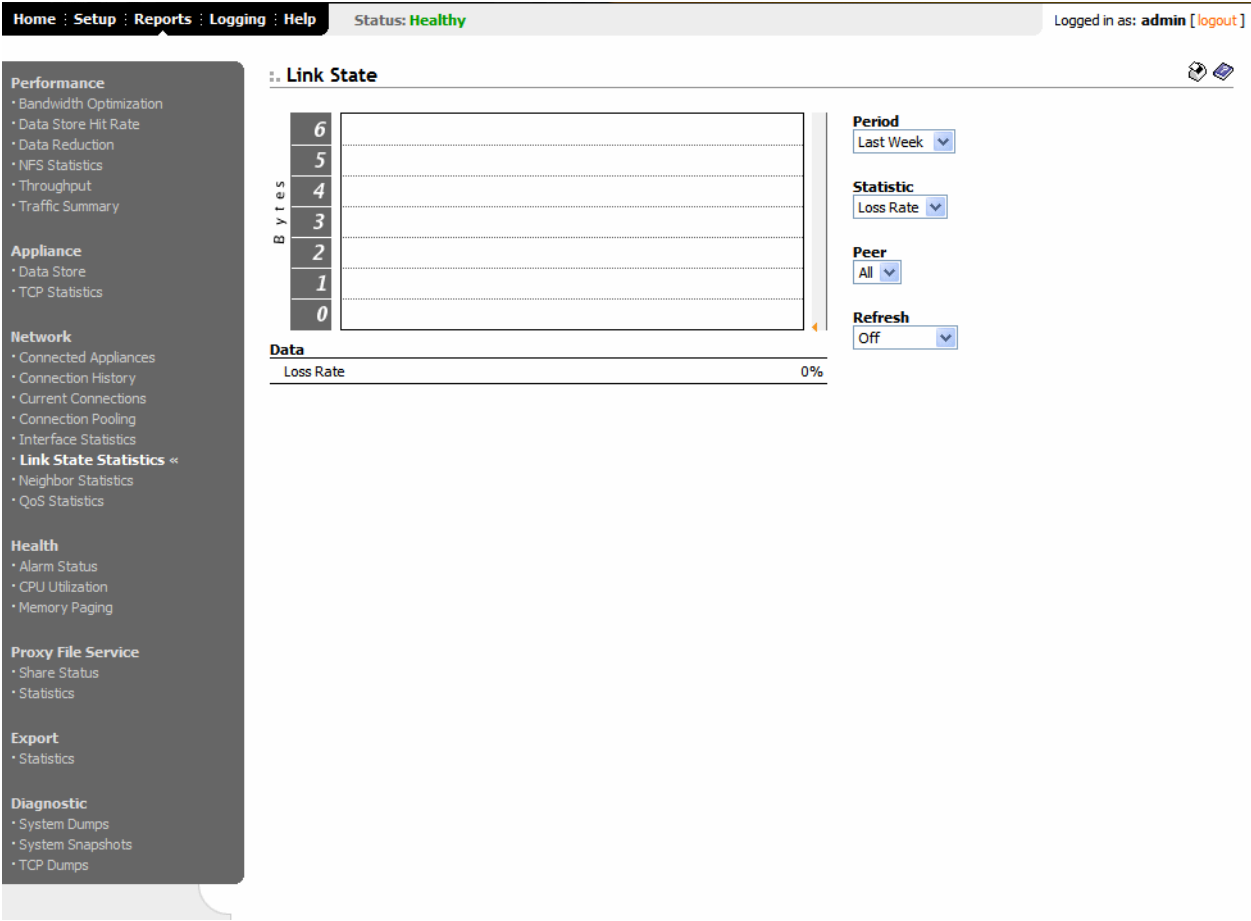 Home Setup Reports Logging Help
Status: Healthy
Logged in as: admin [ logout ]
Performance
· Bandwidth Optimization
· Data Store Hit Rate
· Data Reduction
· NFS Statistics
· Throughput
· Traffic Summary
Appliance
· Data Store
· TCP Statistics
Network
· Connected Appliances
· Connection History
· Current Connections
· Connection Pooling
· Interface Statistics
· Link State Statistics «
· Neighbor Statistics
· QoS Statistics
Health
· Alarm Status
· CPU Utilization
· Memory Paging
Proxy File Service
· Share Status
· Statistics
Export
· Statistics
Diagnostic
· System Dumps
· System Snapshots
· TCP Dumps
:. Link State
Bytes
6
5
4
3
2
1
0
Data
Loss Rate 0%
Period
Last Week
Statistic
Loss Rate
Peer
All
Refresh
Off